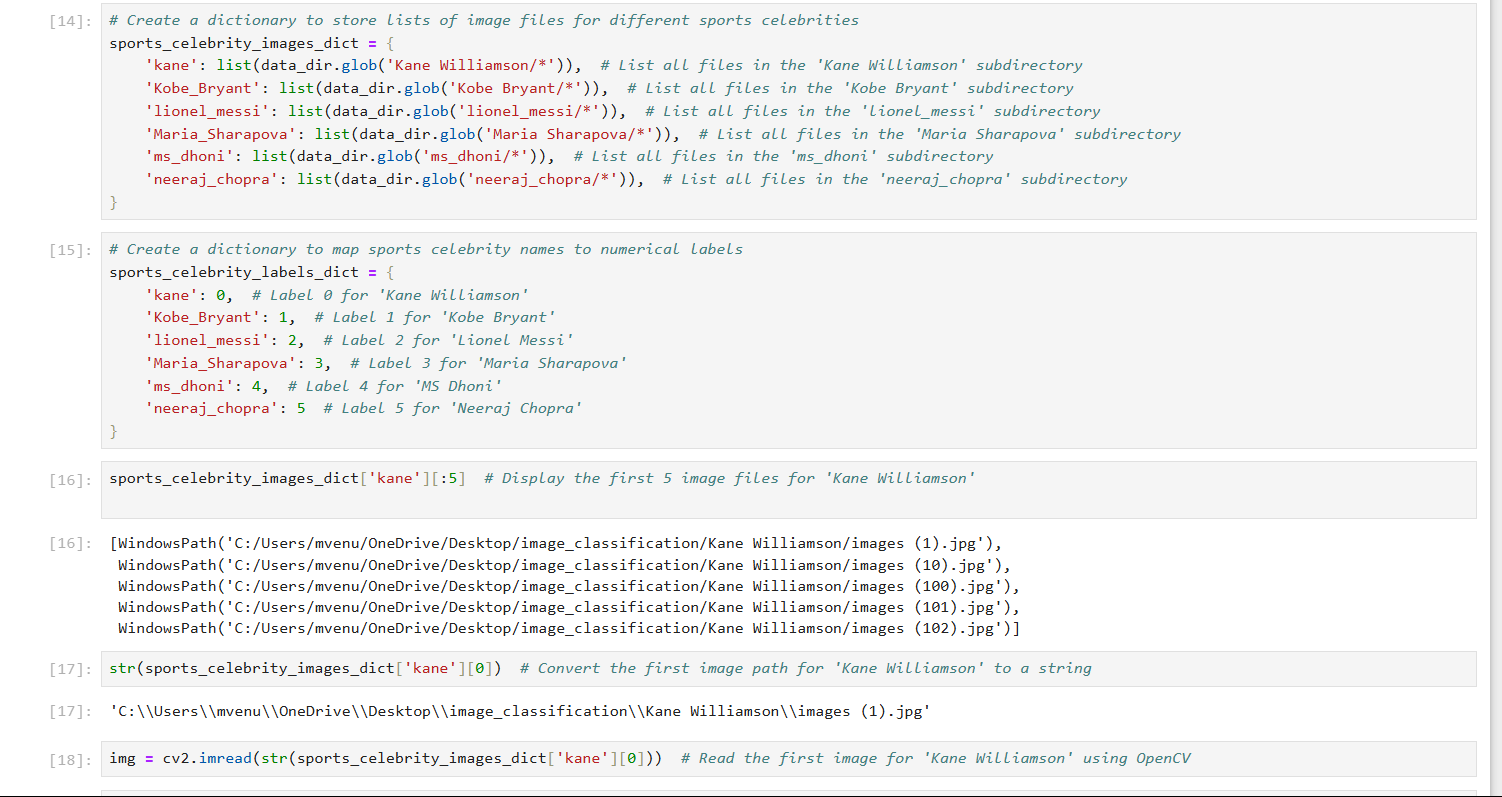 [14]: # Create a dictionary to store lists of image files for different sports celebrities
sports_celebrity_images_dict = {
    'kane': list(data_dir.glob('Kane Williamson/*')),  # List all files in the 'Kane Williamson' subdirectory
    'Kobe_Bryant': list(data_dir.glob('Kobe Bryant/*')),  # List all files in the 'Kobe Bryant' subdirectory
    'lionel_messi': list(data_dir.glob('lionel_messi/*')),  # List all files in the 'lionel_messi' subdirectory
    'Maria_Sharapova': list(data_dir.glob('Maria Sharapova/*')),  # List all files in the 'Maria Sharapova' subdirectory
    'ms_dhoni': list(data_dir.glob('ms_dhoni/*')),  # List all files in the 'ms_dhoni' subdirectory
    'neeraj_chopra': list(data_dir.glob('neeraj_chopra/*')),  # List all files in the 'neeraj_chopra' subdirectory
}
[15]: # Create a dictionary to map sports celebrity names to numerical labels
sports_celebrity_labels_dict = {
    'kane': 0,  # Label 0 for 'Kane Williamson'
    'Kobe_Bryant': 1,  # Label 1 for 'Kobe Bryant'
    'lionel_messi': 2,  # Label 2 for 'Lionel Messi'
    'Maria_Sharapova': 3,  # Label 3 for 'Maria Sharapova'
    'ms_dhoni': 4,  # Label 4 for 'MS Dhoni'
    'neeraj_chopra': 5  # Label 5 for 'Neeraj Chopra'
}
[16]: sports_celebrity_images_dict['kane'][:5]  # Display the first 5 image files for 'Kane Williamson'
[16]: [WindowsPath('C:/Users/mvenu/OneDrive/Desktop/image_classification/Kane Williamson/images (1).jpg'),
 WindowsPath('C:/Users/mvenu/OneDrive/Desktop/image_classification/Kane Williamson/images (10).jpg'),
 WindowsPath('C:/Users/mvenu/OneDrive/Desktop/image_classification/Kane Williamson/images (100).jpg'),
 WindowsPath('C:/Users/mvenu/OneDrive/Desktop/image_classification/Kane Williamson/images (101).jpg'),
 WindowsPath('C:/Users/mvenu/OneDrive/Desktop/image_classification/Kane Williamson/images (102).jpg')]
[17]: str(sports_celebrity_images_dict['kane'][0])  # Convert the first image path for 'Kane Williamson' to a string
[17]: 'C:\\Users\\mvenu\\OneDrive\\Desktop\\image_classification\\Kane Williamson\\images (1).jpg'
[18]: img = cv2.imread(str(sports_celebrity_images_dict['kane'][0]))  # Read the first image for 'Kane Williamson' using OpenCV